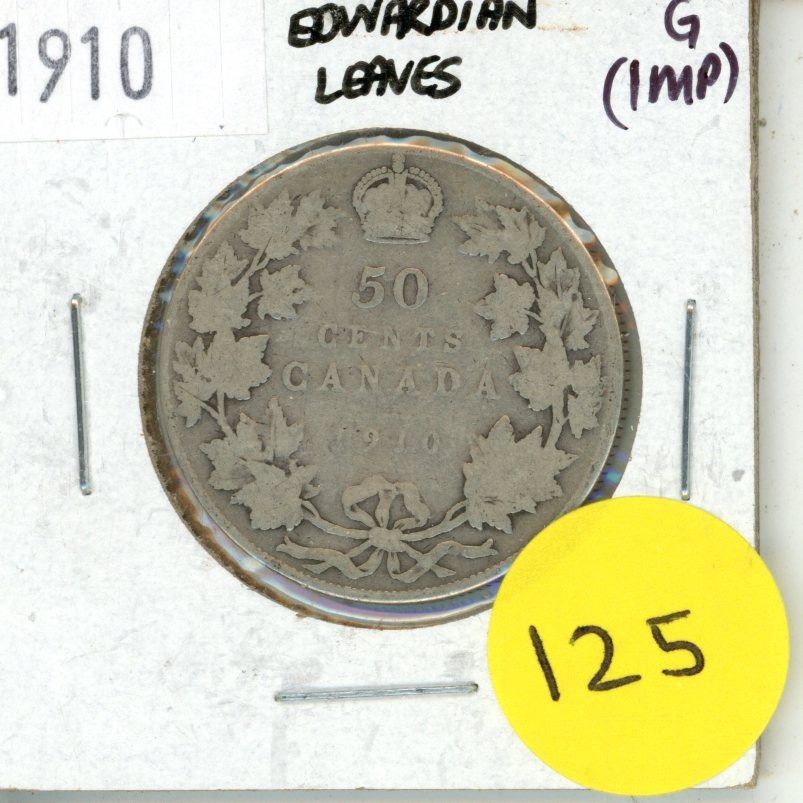 1910
EDWARDIAN
LEAVES
G
(IMP)
50
CENTS
CANADA
1910
125